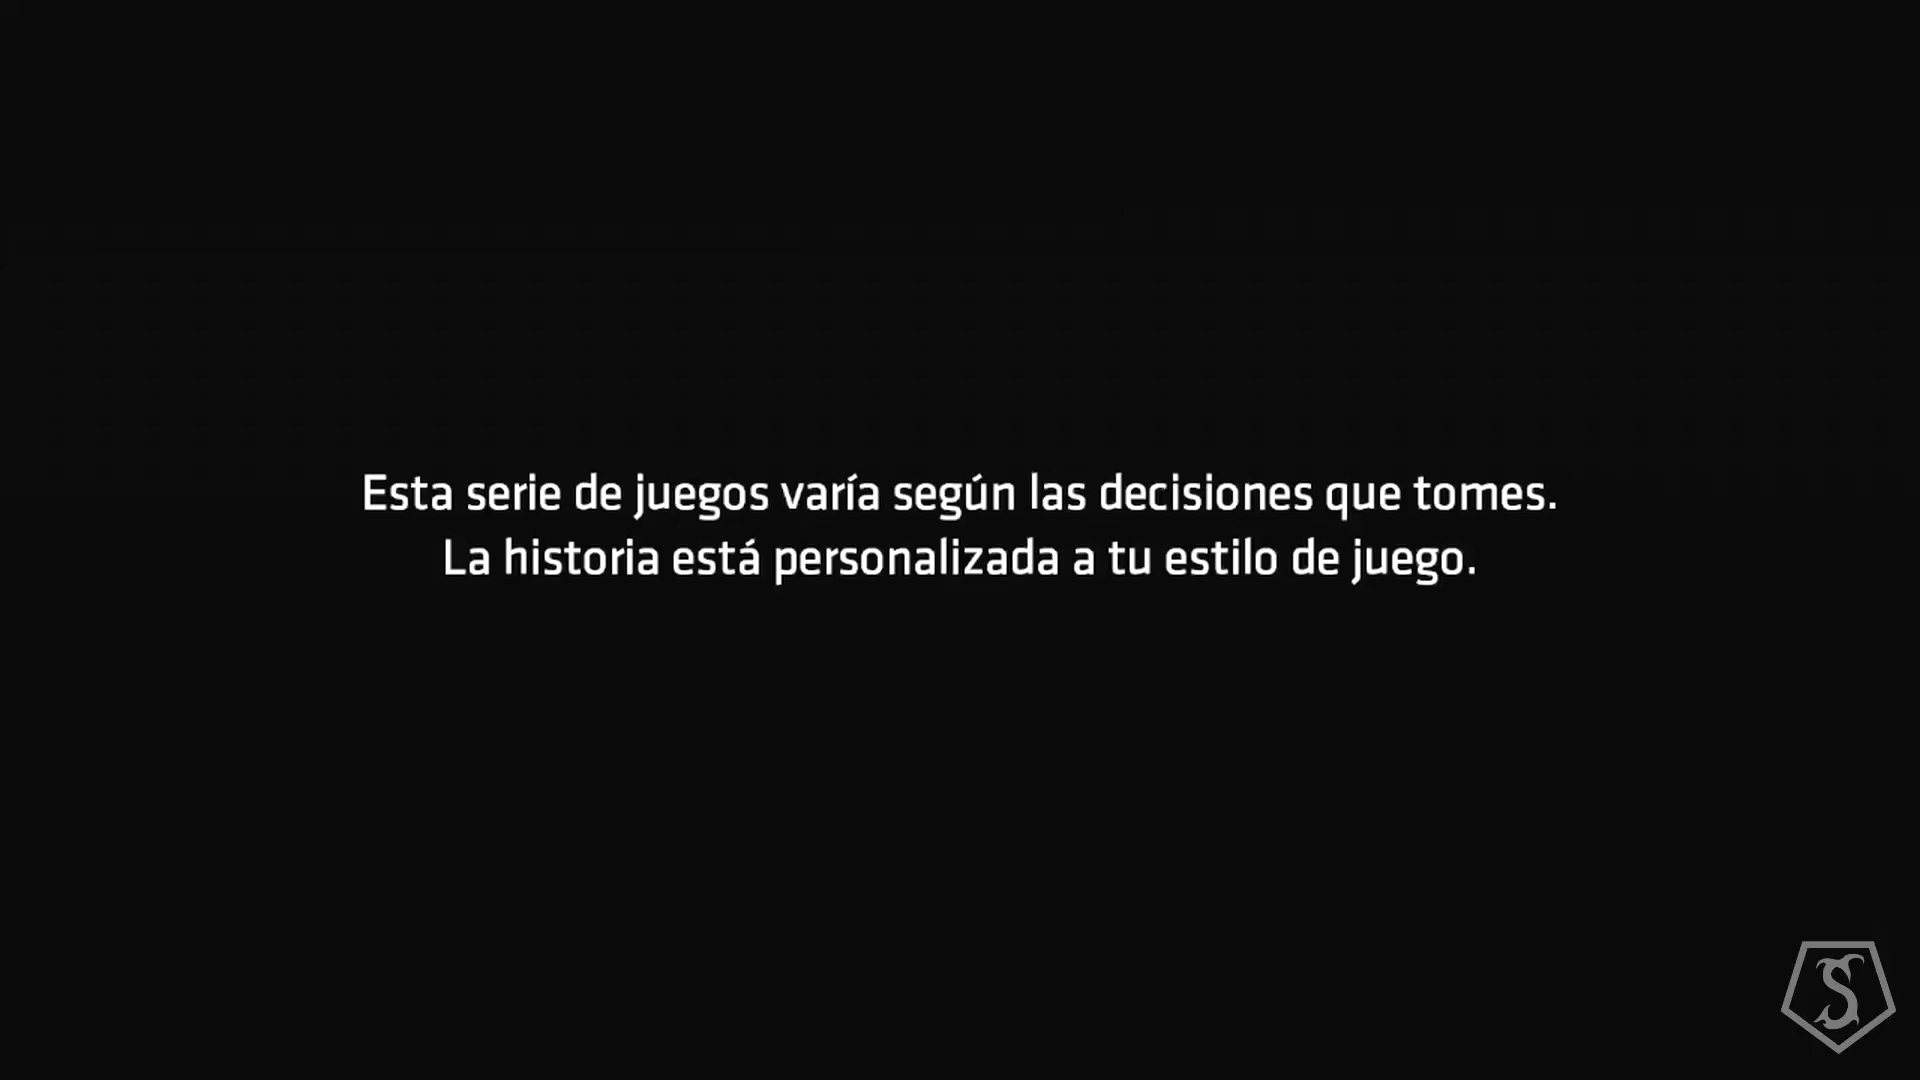 Esta serie de juegos varía según las decisiones que tomes.
La historia está personalizada a tu estilo de juego.
S